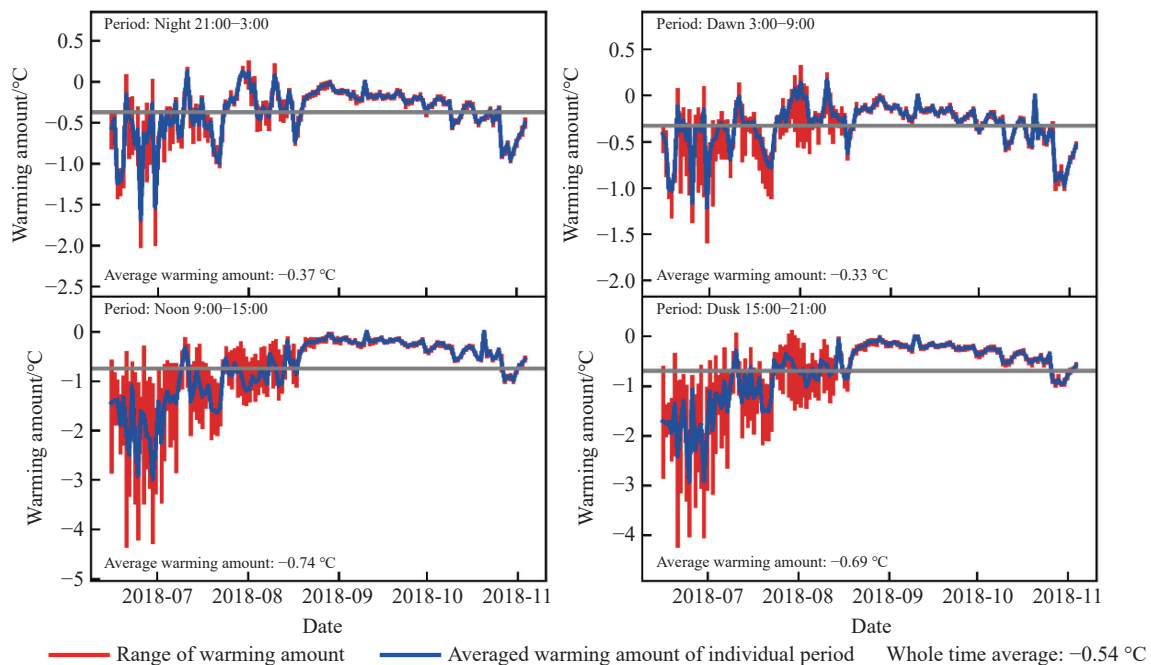 Period: Night 21:00−3:00
0.5
0
−0.5
−1.0
−1.5
−2.0
−2.5
Warming amount/°C
Average warming amount: −0.37 °C
Period: Dawn 3:00−9:00
0.5
0
−0.5
−1.0
−1.5
−2.0
Warming amount/°C
Average warming amount: −0.33 °C
Period: Noon 9:00−15:00
0
−1
−2
−3
−4
−5
Warming amount/°C
Average warming amount: −0.74 °C
2018-07 2018-08 2018-09 2018-10 2018-11
Date
Period: Dusk 15:00−21:00
0
−1
−2
−3
−4
Warming amount/°C
Average warming amount: −0.69 °C
2018-07 2018-08 2018-09 2018-10 2018-11
Date
Range of warming amount Averaged warming amount of individual period Whole time average: −0.54 °C